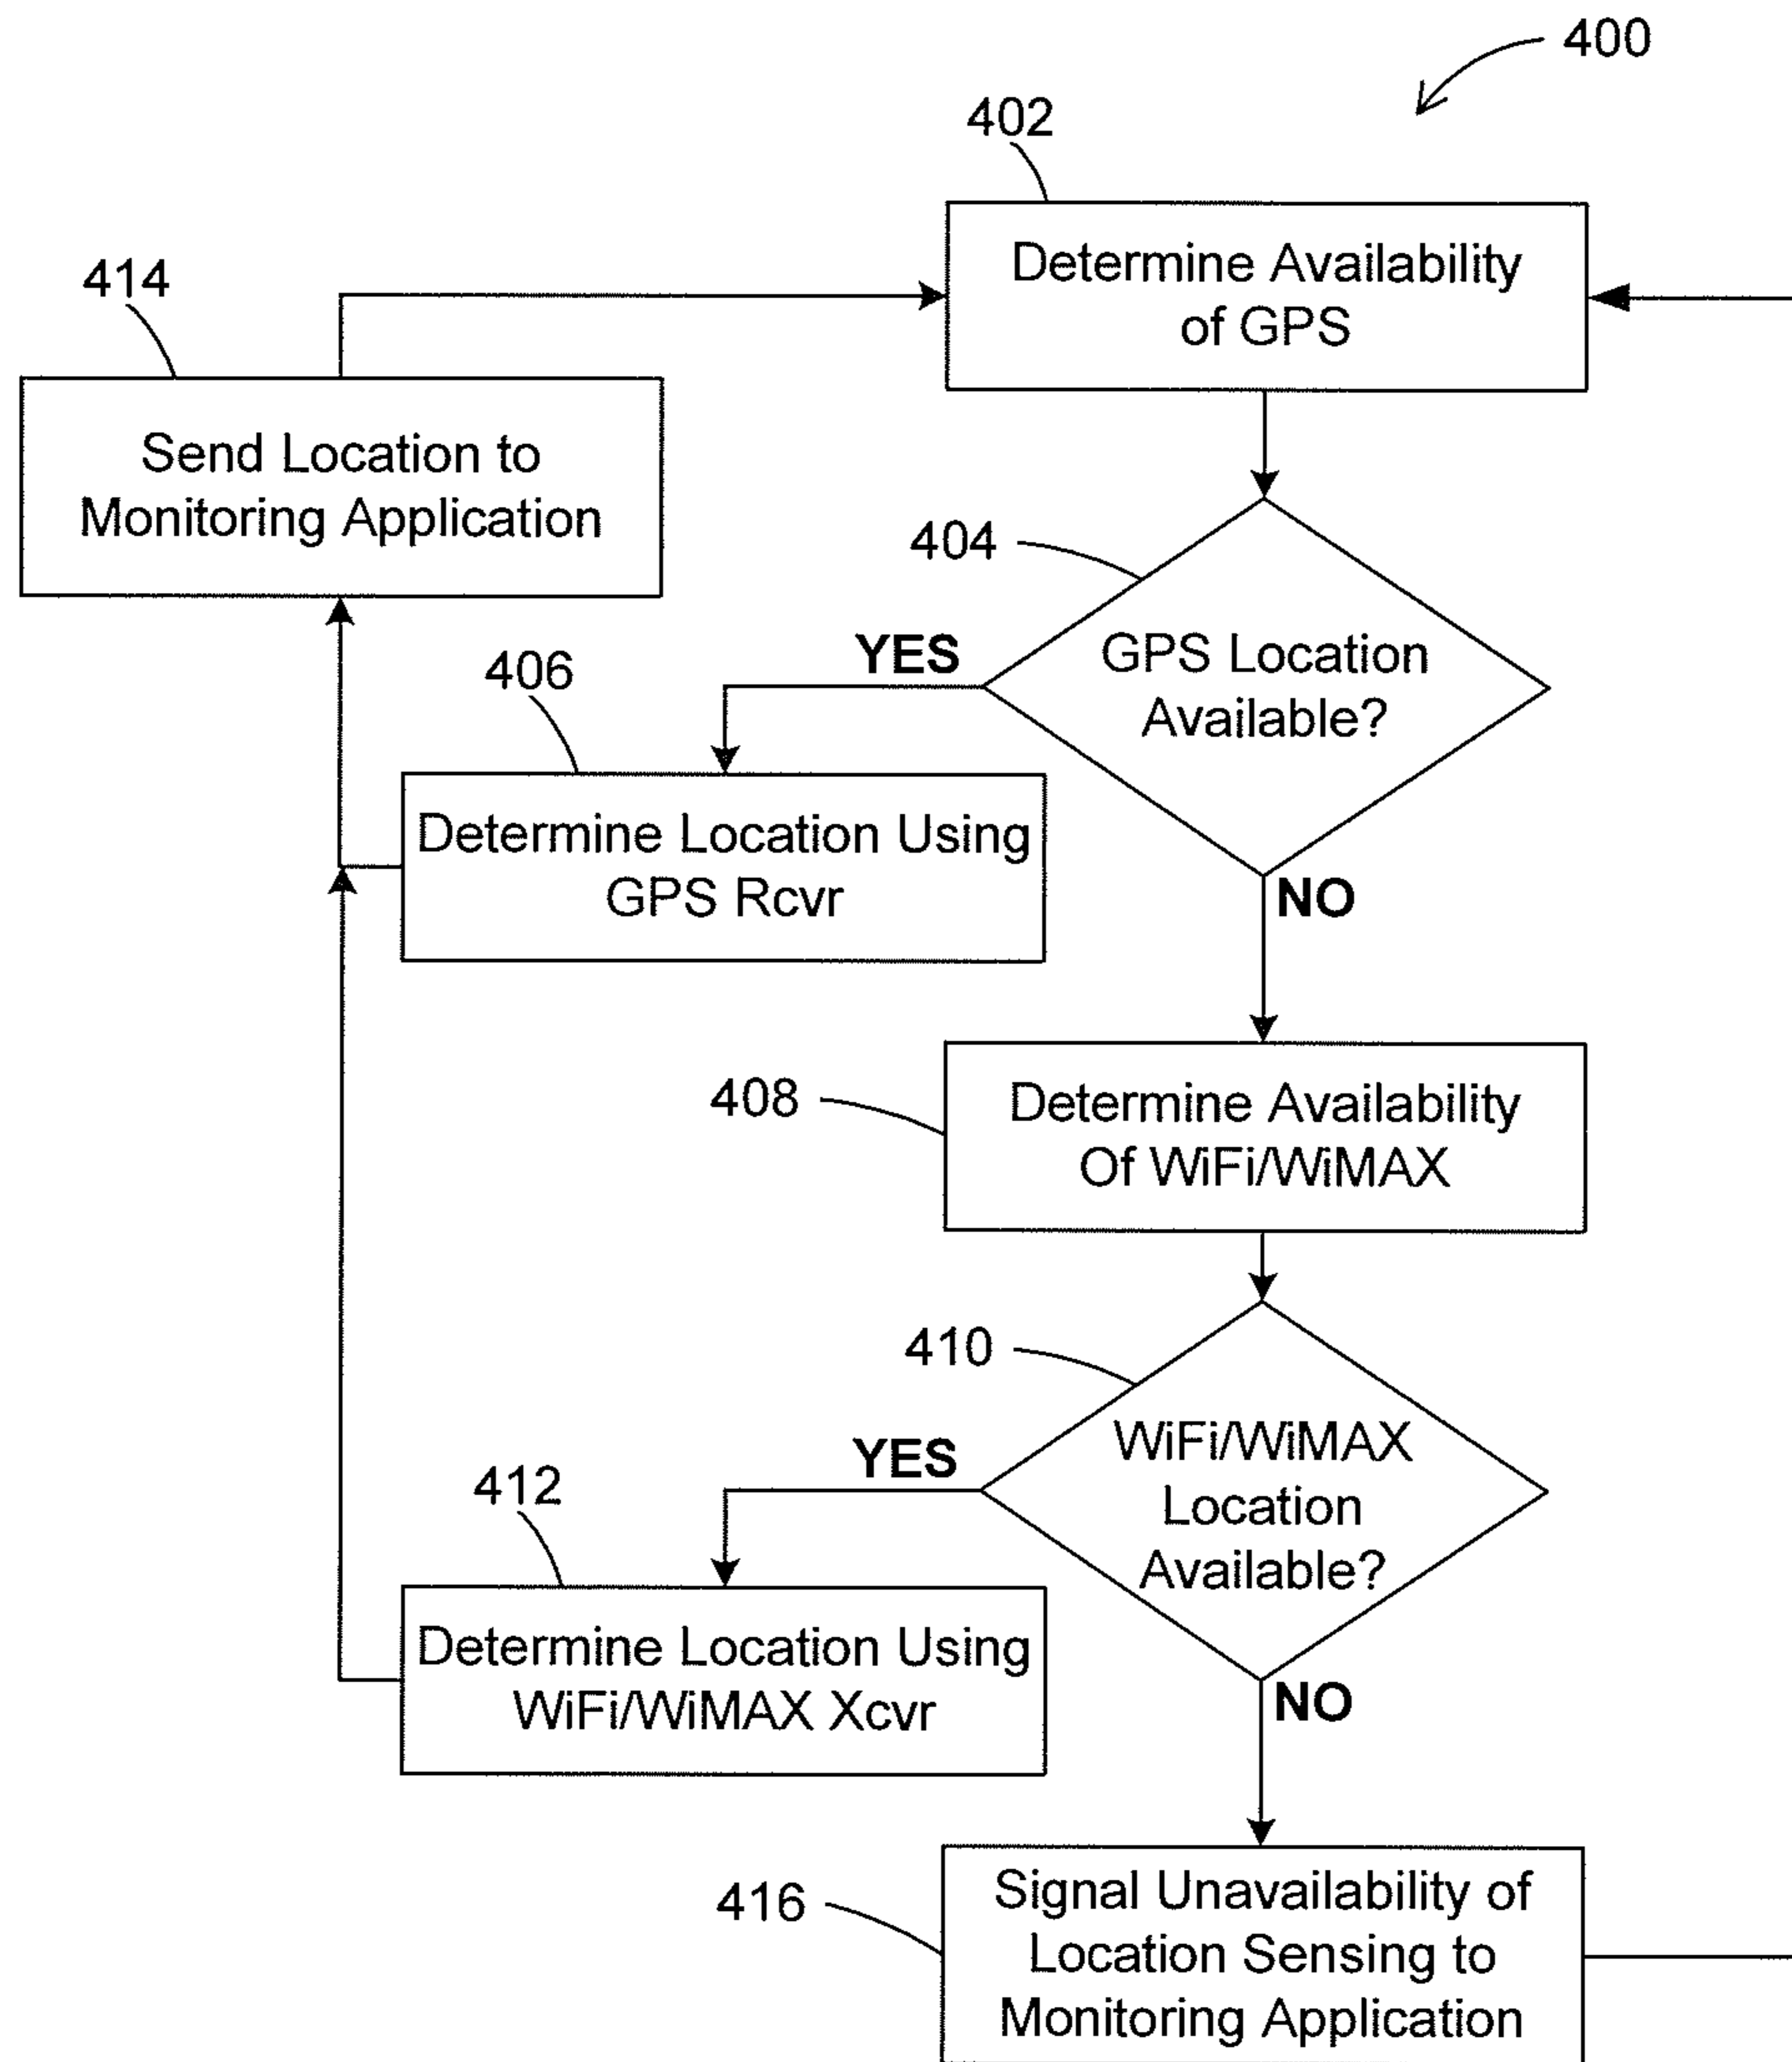 400
402
Determine Availability
of GPS
414
Send Location to
Monitoring Application
404
GPS Location
Available?
YES
406
Determine Location Using
GPS Rcvr
NO
408
Determine Availability
Of WiFi/WiMAX
410
WiFi/WiMAX
Location
Available?
YES
412
Determine Location Using
WiFi/WiMAX Xcvr
NO
416
Signal Unavailability of
Location Sensing to
Monitoring Application